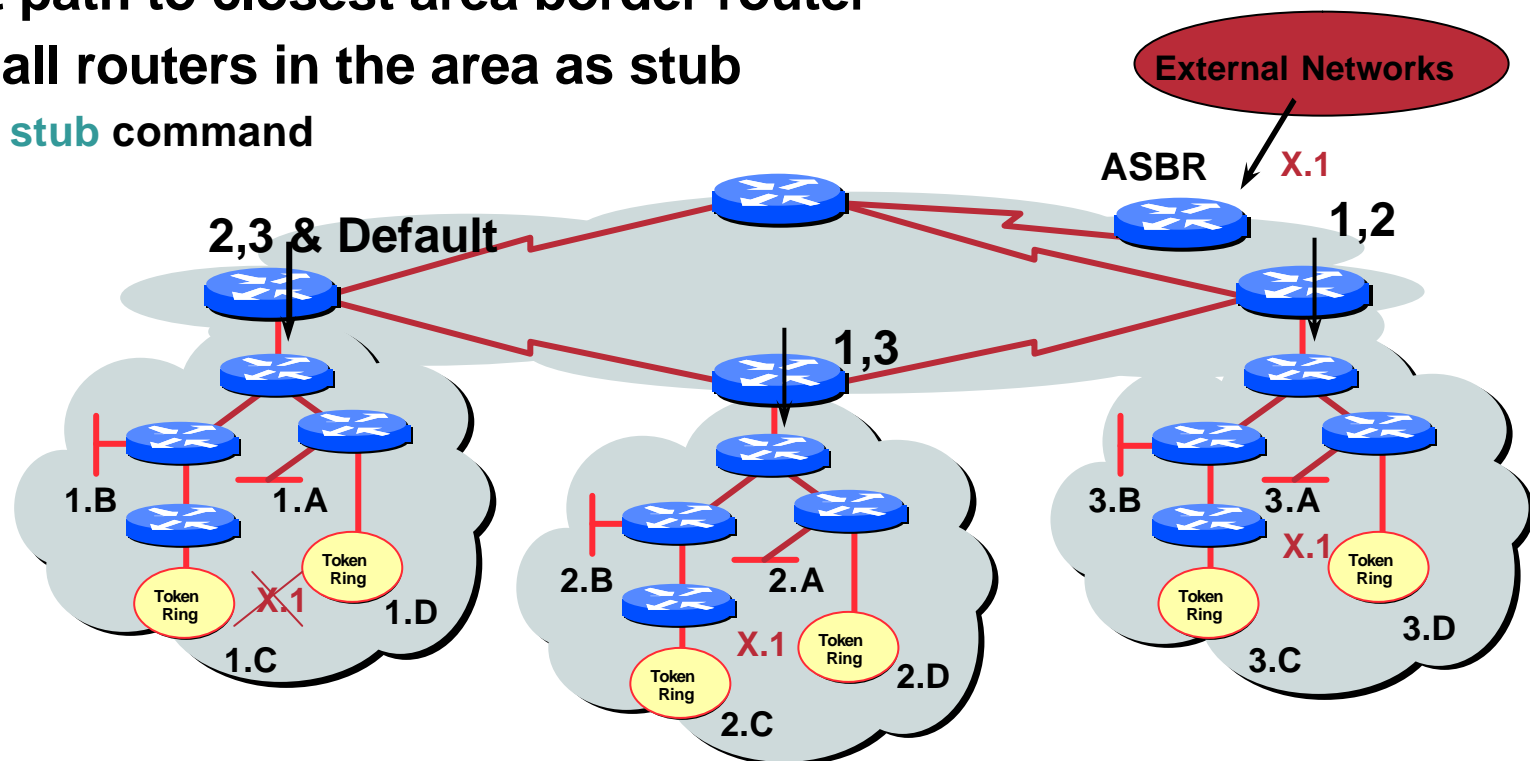 path to closest area border router
all routers in the area as stub
stub command
External Networks
ASBR
X.1
2,3 & Default
1,2
1,3
1.B
1.A
Token
Ring
Token
Ring
X.1
1.D
1.C
2.B
2.A
Token
Ring
Token
Ring
X.1
2.D
2.C
3.B
3.A
X.1
Token
Ring
Token
Ring
3.D
3.C